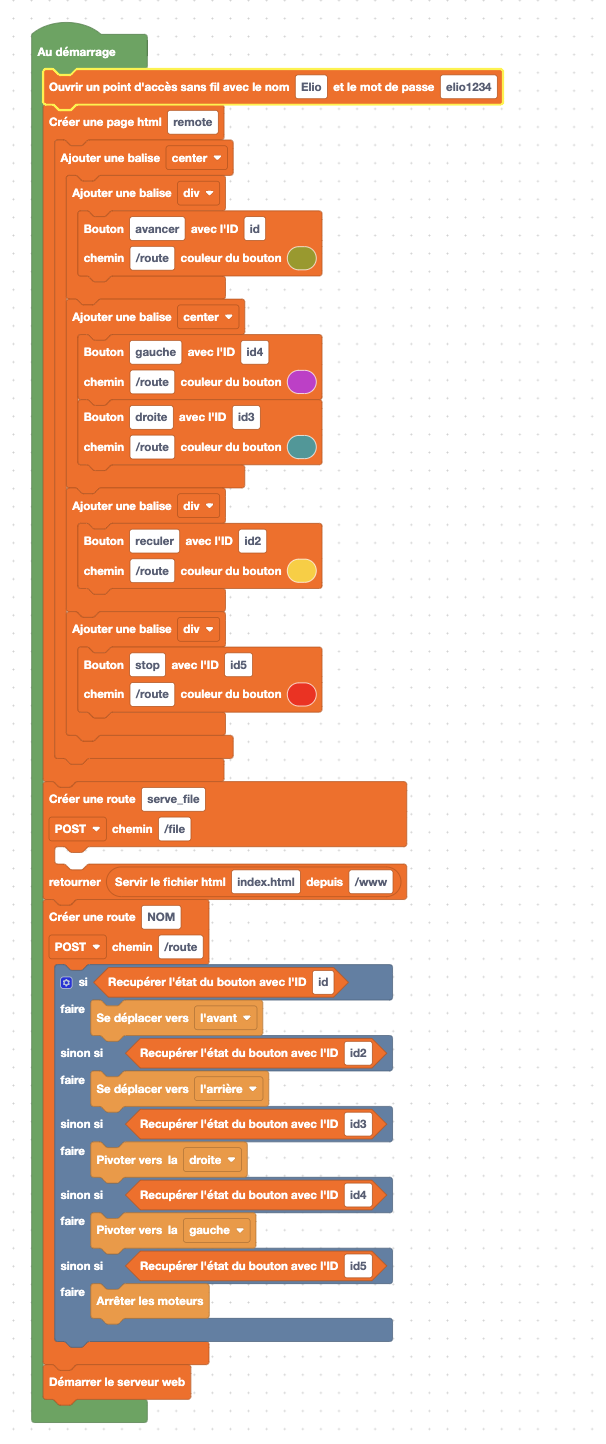 Au démarrage
Ouvrir un point d'accès sans fil avec le nom Elio et le mot de passe elio1234
Créer une page html remote
Ajouter une balise center
Ajouter une balise div
Bouton avancer avec l'ID id
chemin /route couleur du bouton
Ajouter une balise center
Bouton gauche avec l'ID id4
chemin /route couleur du bouton
Bouton droite avec l'ID id3
chemin /route couleur du bouton
Ajouter une balise div
Bouton reculer avec l'ID id2
chemin /route couleur du bouton
Ajouter une balise div
Bouton stop avec l'ID id5
chemin /route couleur du bouton
Créer une route serve_file
POST chemin /file
retourner Servir le fichier html index.html depuis /www
Créer une route NOM
POST chemin /route
si Recupérer l'état du bouton avec l'ID id
faire Se déplacer vers l'avant
sinon si Recupérer l'état du bouton avec l'ID id2
faire Se déplacer vers l'arrière
sinon si Recupérer l'état du bouton avec l'ID id3
faire Pivoter vers la droite
sinon si Recupérer l'état du bouton avec l'ID id4
faire Pivoter vers la gauche
sinon si Recupérer l'état du bouton avec l'ID id5
faire Arrêter les moteurs
Démarrer le serveur web